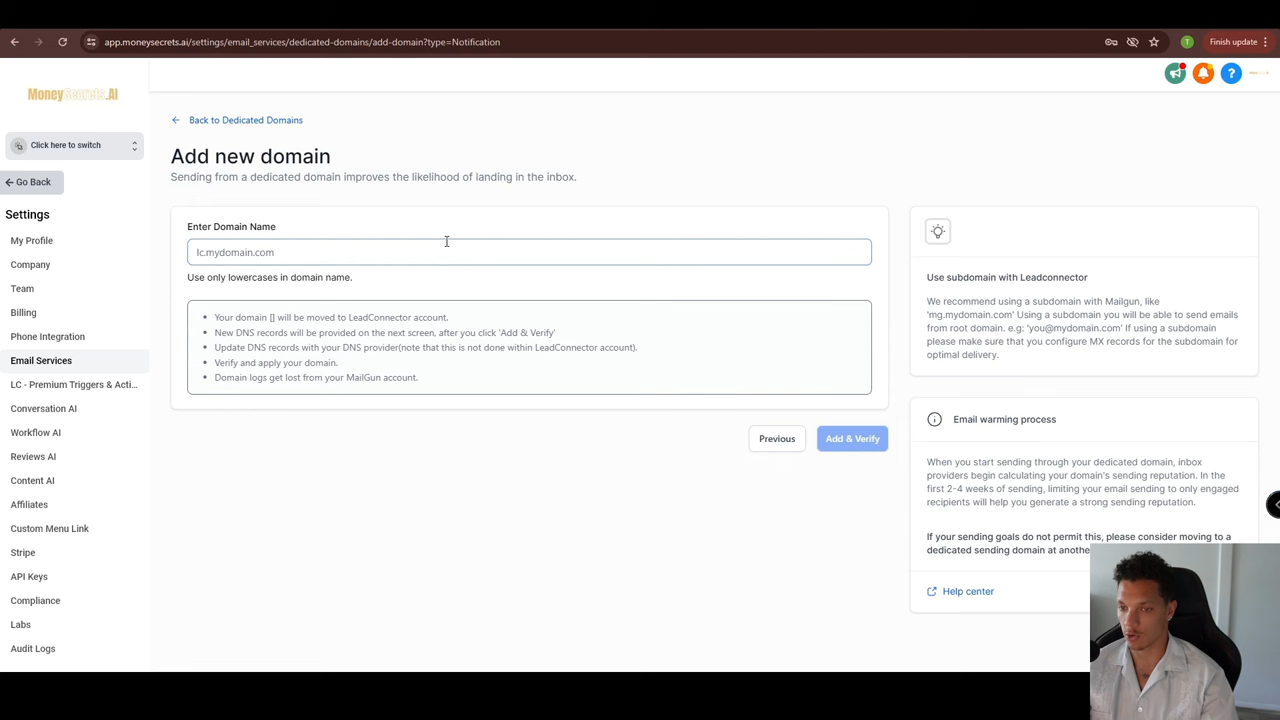 app.moneysecrets.ai/settings/email_services/dedicated-domains/add-domain?type=Notification
T
Finish update
MoneySecrets.AI
Click here to switch
Go Back
Settings
My Profile
Company
Team
Billing
Phone Integration
Email Services
LC - Premium Triggers & Acti...
Conversation AI
Workflow AI
Reviews AI
Content AI
Affiliates
Custom Menu Link
Stripe
API Keys
Compliance
Labs
Audit Logs
Back to Dedicated Domains
Add new domain
Sending from a dedicated domain improves the likelihood of landing in the inbox.
Enter Domain Name
lc.mydomain.com
Use only lowercases in domain name.
Your domain [] will be moved to LeadConnector account.
New DNS records will be provided on the next screen, after you click 'Add & Verify'
Update DNS records with your DNS provider(note that this is not done within LeadConnector account).
Verify and apply your domain.
Domain logs get lost from your MailGun account.
Previous
Add & Verify
Use subdomain with Leadconnector
We recommend using a subdomain with Mailgun, like
'mg.mydomain.com' Using a subdomain you will be able to send emails
from root domain. e.g: 'you@mydomain.com' If using a subdomain
please make sure that you configure MX records for the subdomain for
optimal delivery.
Email warming process
When you start sending through your dedicated domain, inbox
providers begin calculating your domain's sending reputation. In the
first 2-4 weeks of sending, limiting your email sending to only engaged
recipients will help you generate a strong sending reputation.
If your sending goals do not permit this, please consider moving to a
dedicated sending domain at
Help center